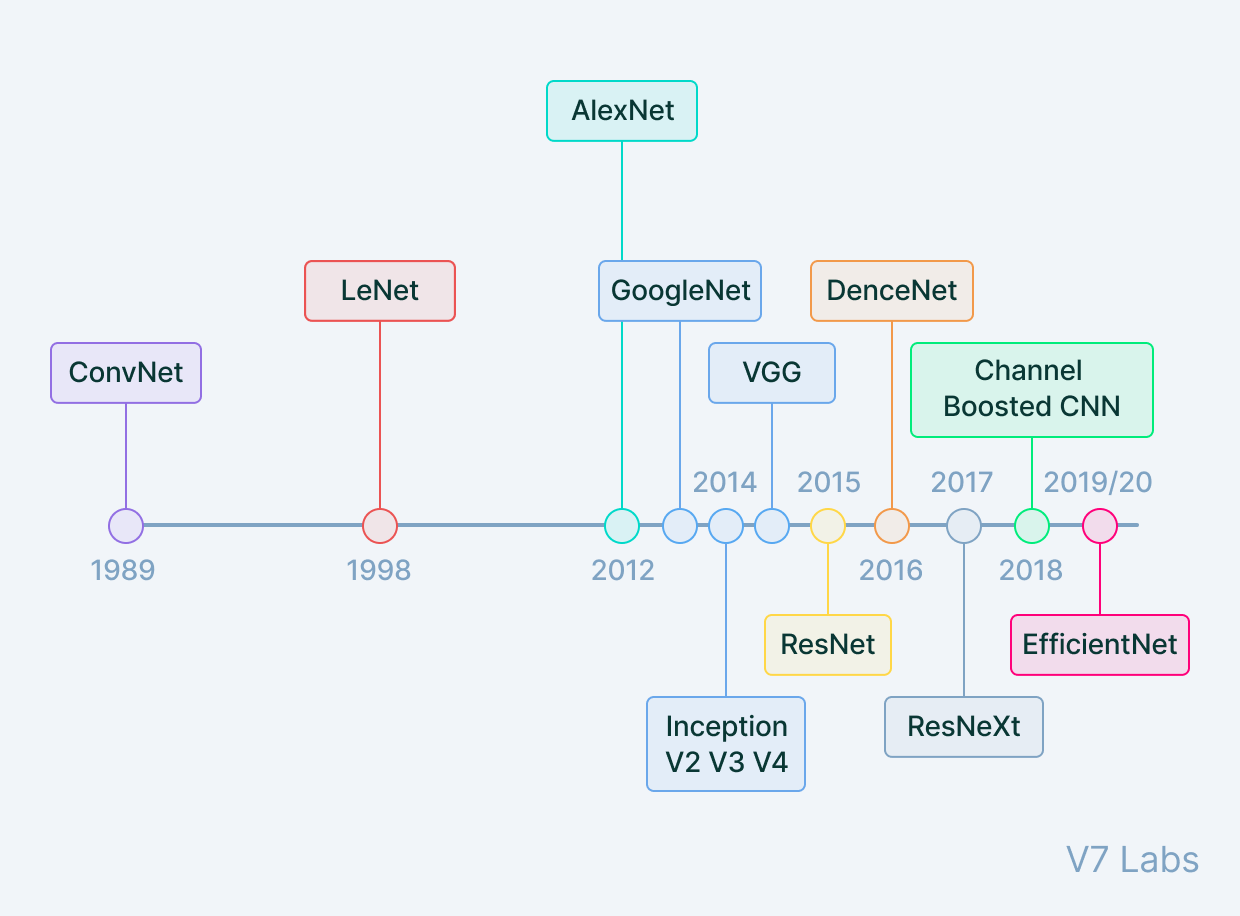 AlexNet
LeNet
GoogleNet
DenceNet
ConvNet
VGG
Channel
Boosted CNN
2014
2015
2017
2019/20
1989
1998
2012
2016
2018
ResNet
EfficientNet
Inception
V2 V3 V4
ResNeXt
V7 Labs